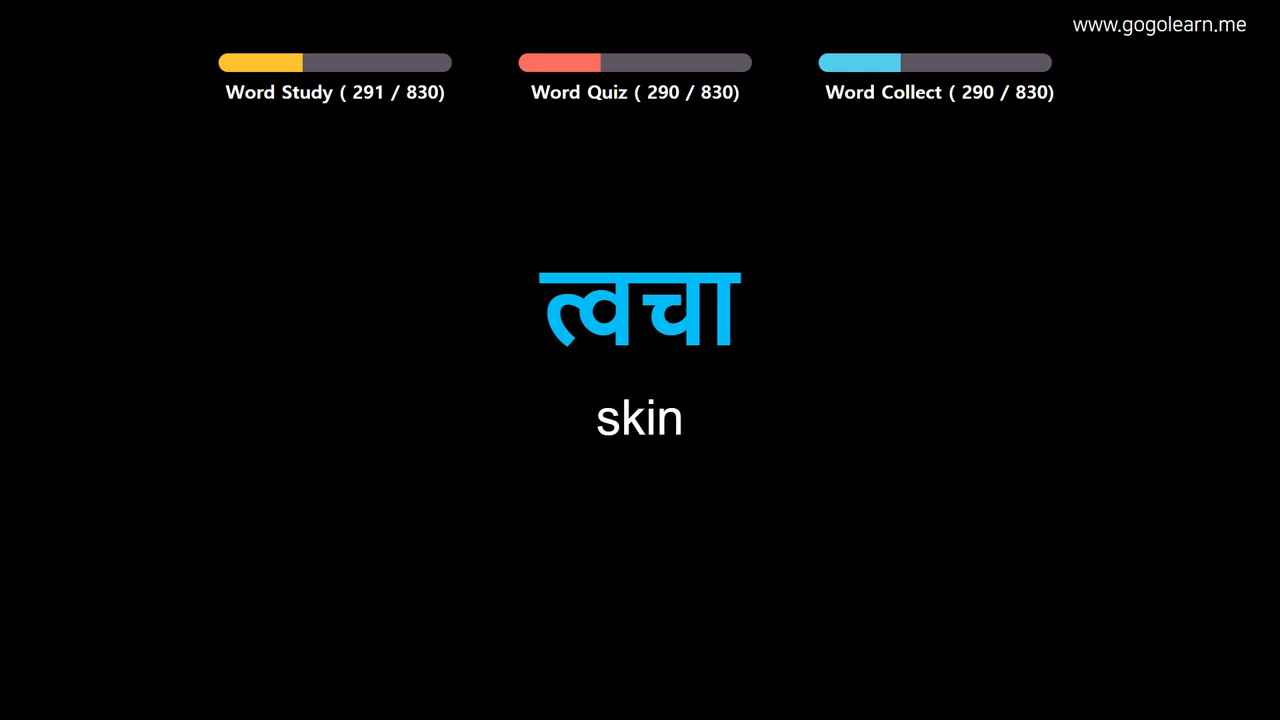 www.gogolearn.me
Word Study ( 291 / 830)
Word Quiz ( 290 / 830)
Word Collect ( 290 / 830)
त्वचा
skin